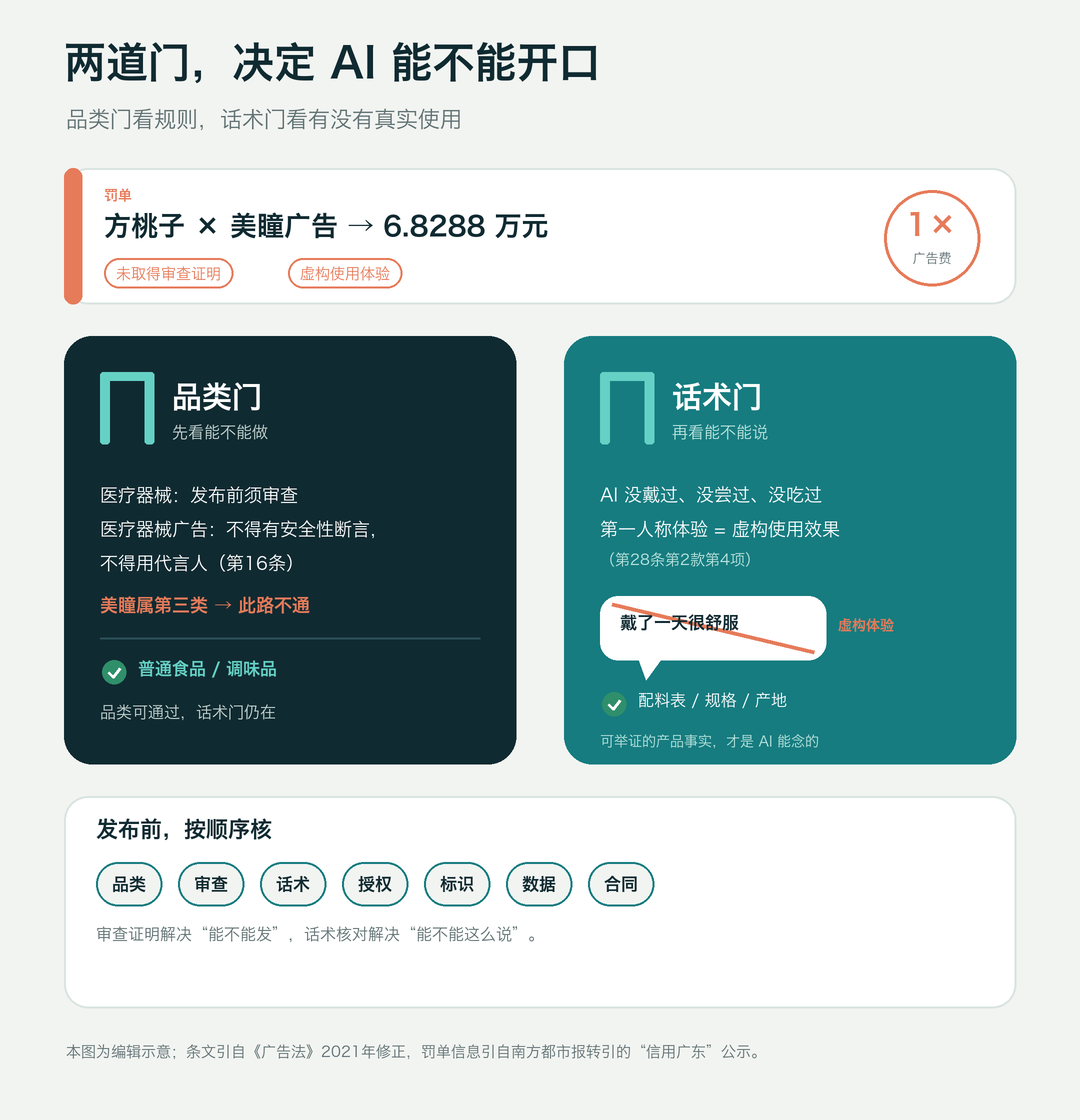 两道门，决定 AI 能不能开口
品类门看规则，话术门看有没有真实使用
罚单
方桃子 × 美瞳广告 → 6.8288 万元
未取得审查证明
虚构使用体验
1×
广告费
品类门
先看能不能做
医疗器械：发布前须审查
医疗器械广告：不得有安全性断言，
不得用代言人（第16条）
美瞳属第三类 → 此路不通
普通食品 / 调味品
品类可通过，话术门仍在
话术门
再看能不能说
AI 没戴过、没尝过、没吃过
第一人称体验 = 虚构使用效果
（第28条第2款第4项）
戴了一天很舒服
虚构体验
配料表 / 规格 / 产地
可举证的产品事实，才是 AI 能念的
发布前，按顺序核
品类
审查
话术
授权
标识
数据
合同
审查证明解决“能不能发”，话术核对解决“能不能这么说”。
本图为编辑示意；条文引自《广告法》2021年修正，罚单信息引自南方都市报转引的“信用广东”公示。